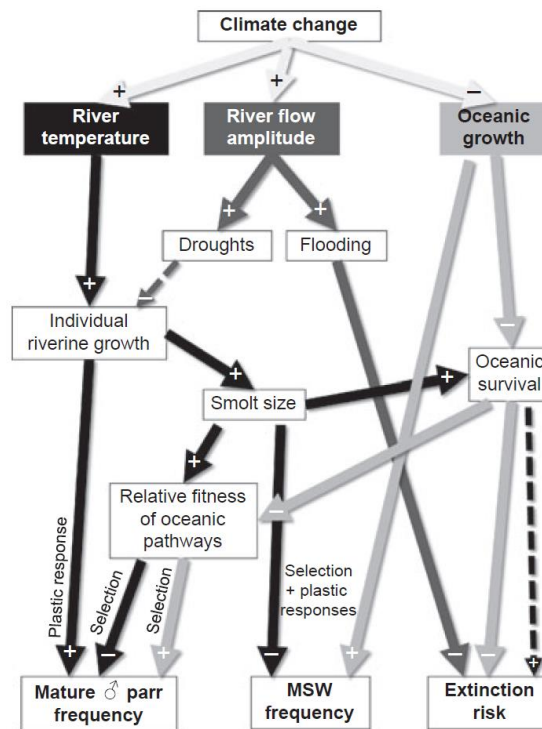 Climate change
+
+
−
River
temperature
River flow
amplitude
Oceanic
growth
+
+
Droughts
Flooding
+
−
−
Individual
riverine growth
Oceanic
survival
+
+
Smolt size
+
Relative fitness
of oceanic
pathways
−
Plastic response
Selection
Selection
Selection
+ plastic
responses
+
−
+
−
+
−
−
+
Mature ♂ parr
frequency
MSW
frequency
Extinction
risk